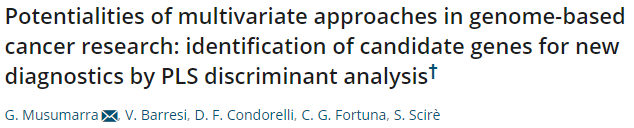 Potentialities of multivariate approaches in genome-based
cancer research: identification of candidate genes for new
diagnostics by PLS discriminant analysis†
G. Musumarra, V. Barresi, D. F. Condorelli, C. G. Fortuna, S. Scirè